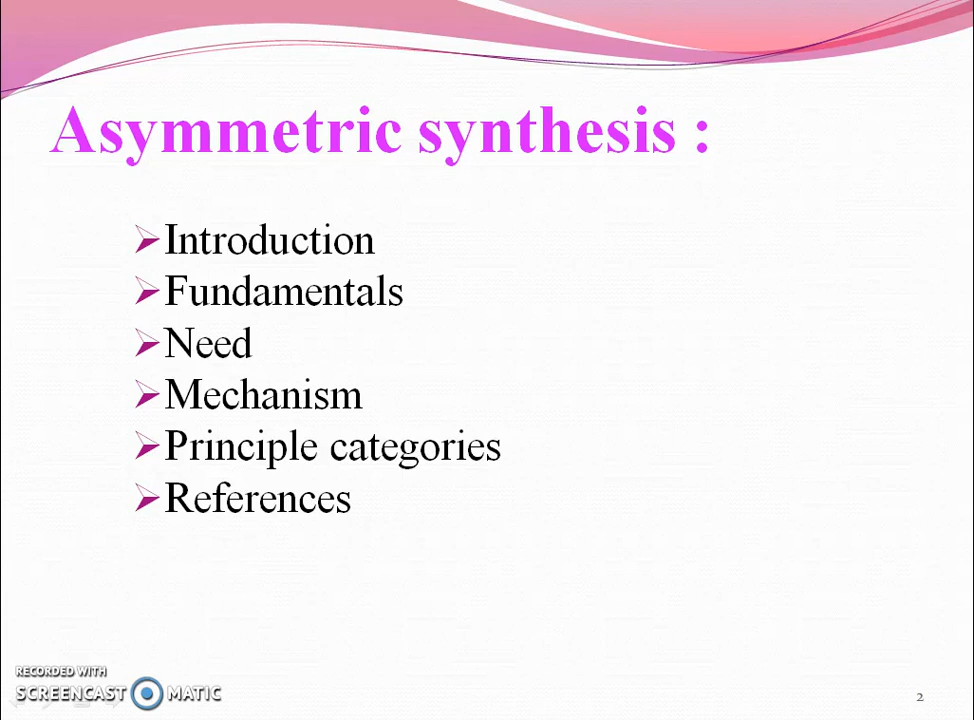 Asymmetric synthesis :
Introduction
Fundamentals
Need
Mechanism
Principle categories
References
RECORDED WITH
SCREENCAST MATIC
2